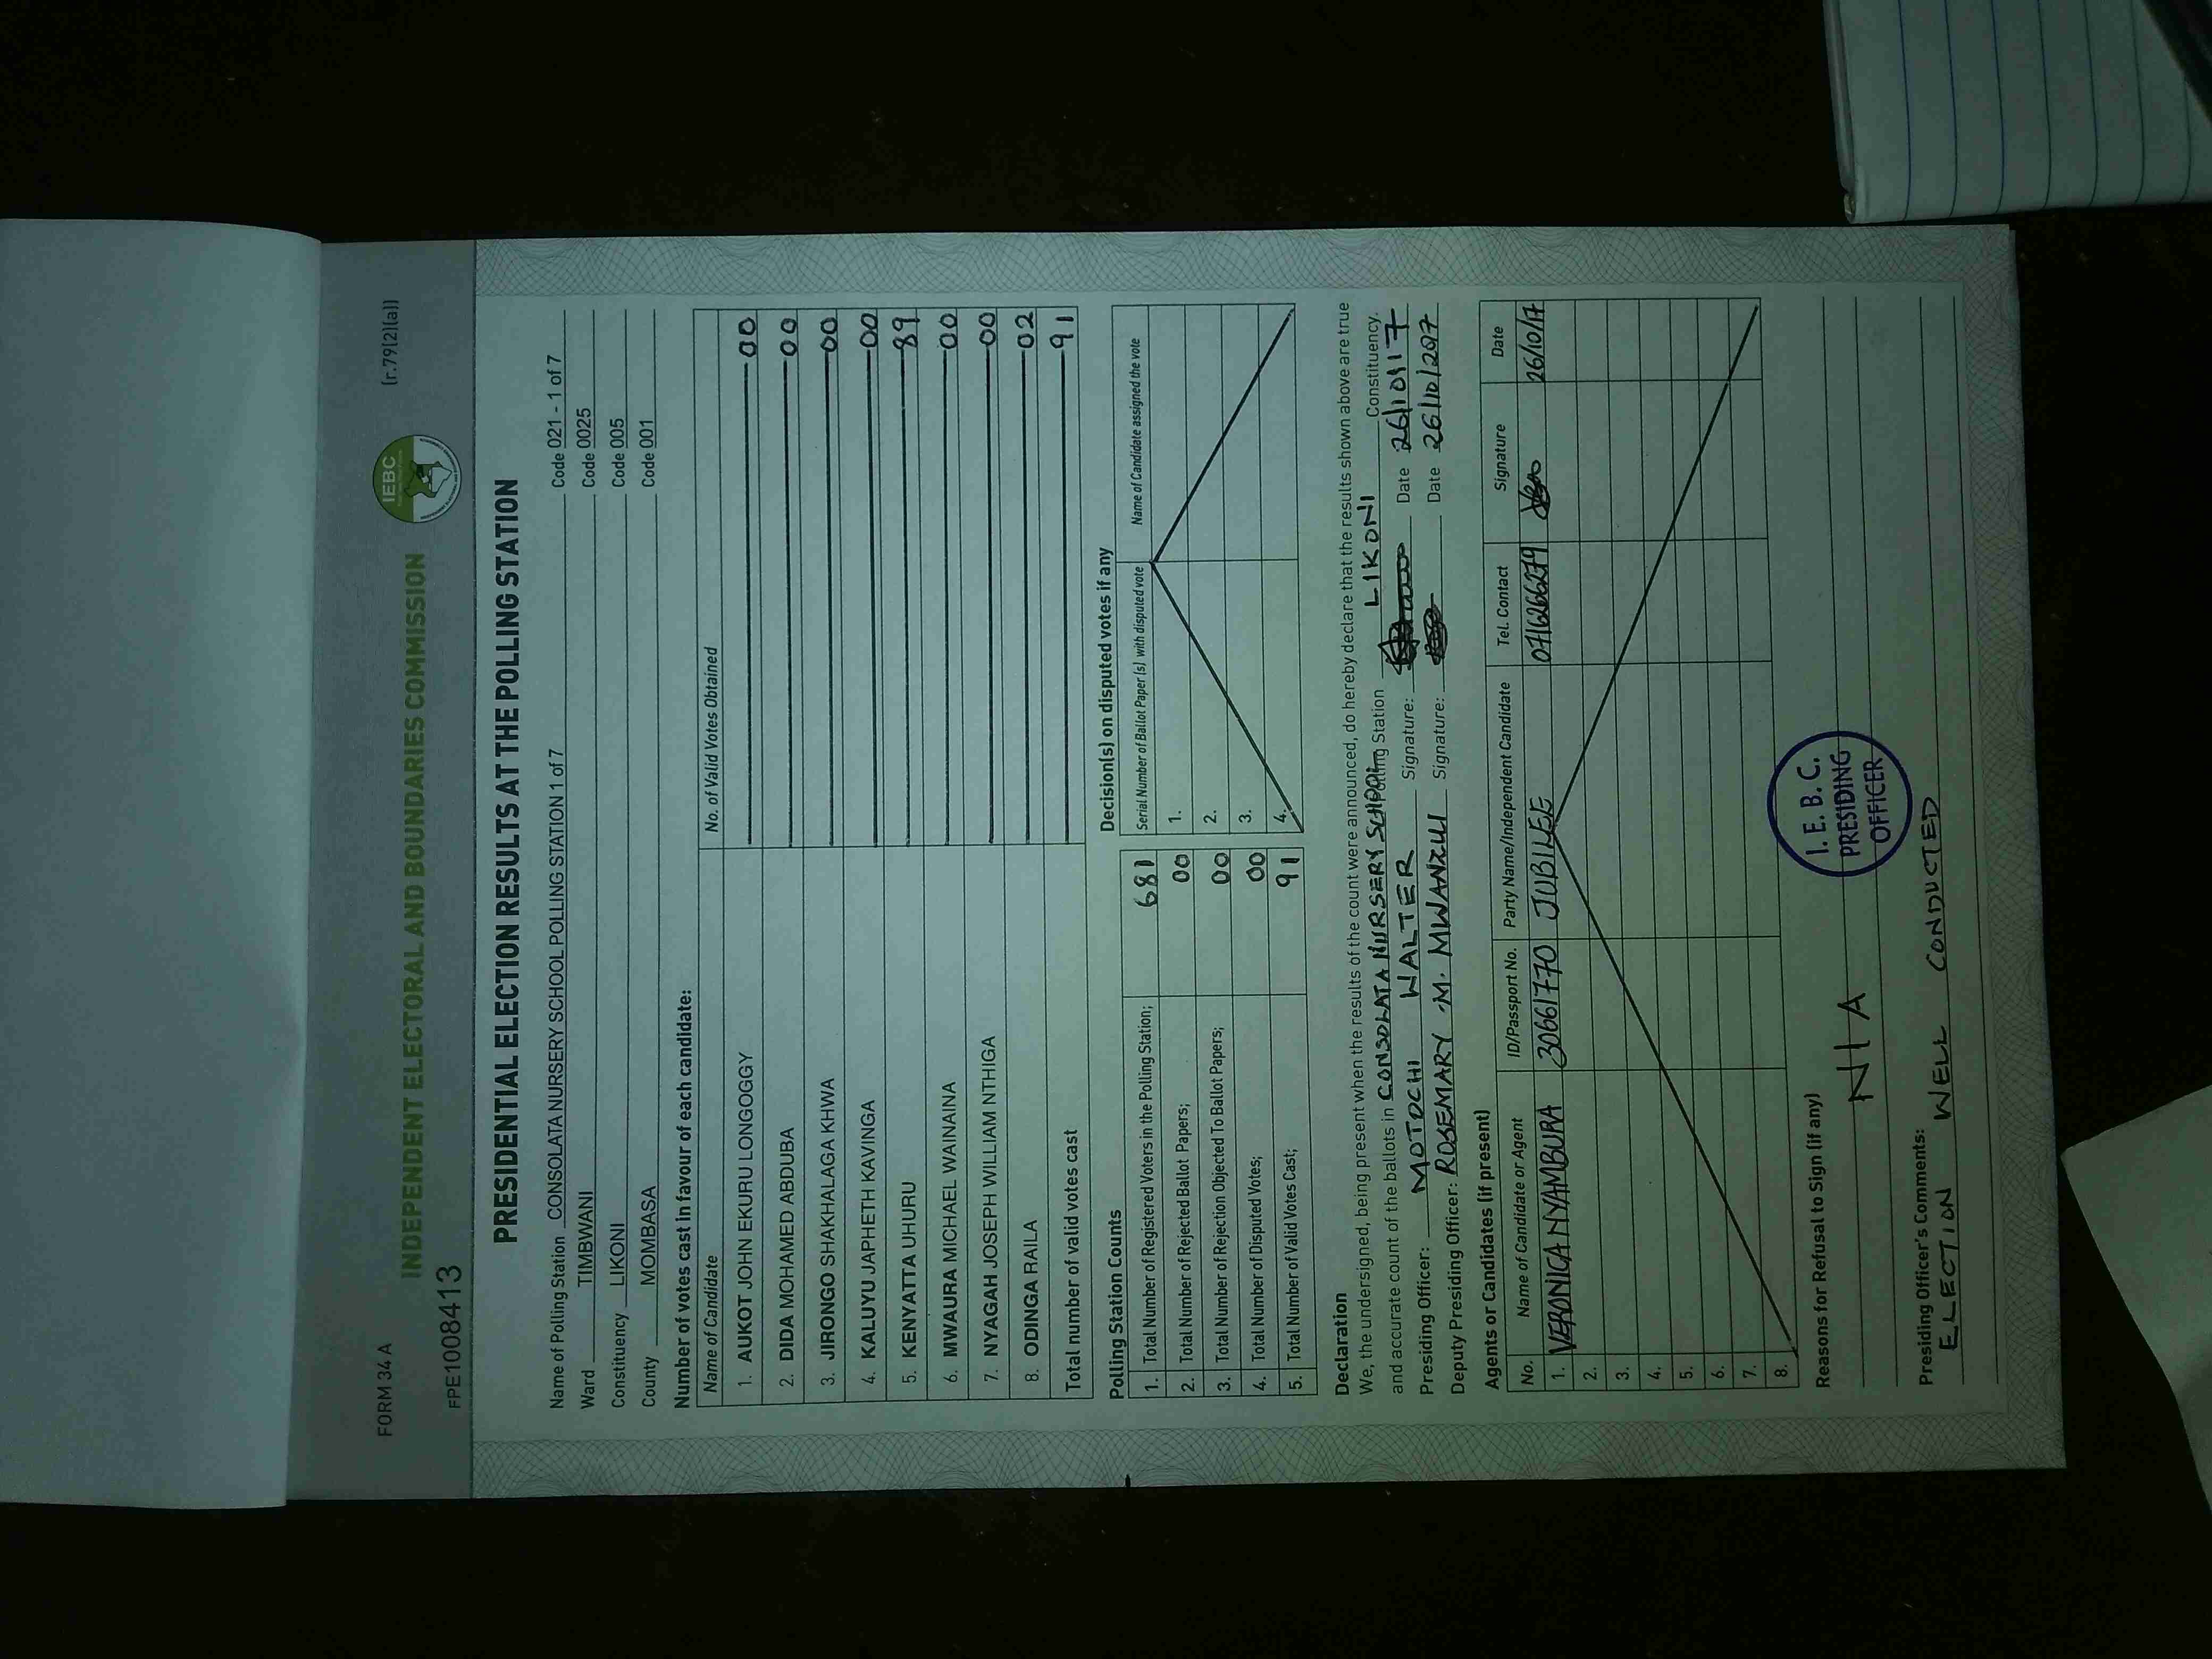 FORM 34 A
(r.79(2)(a))
IEBC
INDEPENDENT ELECTORAL AND BOUNDARIES COMMISSION
FPE1008413
PRESIDENTIAL ELECTION RESULTS AT THE POLLING STATION
Name of Polling Station CONSOLATA NURSERY SCHOOL POLLING STATION 1 of 7 Code 021 - 1 of 7
Ward TIMBWANI Code 0025
Constituency LIKONI Code 005
County MOMBASA Code 001
Number of votes cast in favour of each candidate:
Name of Candidate No. of Valid Votes Obtained
1. AUKOT JOHN EKURU LONGOGGY 00
2. DIDA MOHAMED ABDUBA 00
3. JIRONGO SHAKHALAGA KHWA 00
4. KALUYU JAPHETH KAVINGA 00
5. KENYATTA UHURU 89
6. MWAURA MICHAEL WAINAINA 00
7. NYAGAH JOSEPH WILLIAM NTHIGA 00
8. ODINGA RAILA 02
Total number of valid votes cast 91
Polling Station Counts
1. Total Number of Registered Voters in the Polling Station; 681
2. Total Number of Rejected Ballot Papers; 00
3. Total Number of Rejection Objected To Ballot Papers; 00
4. Total Number of Disputed Votes; 00
5. Total Number of Valid Votes Cast; 91
Decision(s) on disputed votes if any
Serial Number of Ballot Paper (s) with disputed vote Name of Candidate assigned the vote
1.
2.
3.
4.
Declaration
We, the undersigned, being present when the results of the count were announced, do hereby declare that the results shown above are true
and accurate count of the ballots in CONSOLATA NURSERY SCHOOL Polling Station LIKONI Constituency.
Presiding Officer: MOTOCHI WALTER Signature: Date 26/10/17
Deputy Presiding Officer: ROSEMARY M. MWANZUI Signature: Date 26/10/2017
Agents or Candidates (if present)
No. Name of Candidate or Agent ID/Passport No. Party Name/Independent Candidate Tel. Contact Signature Date
1. VERONICA NYAMBURA 30661770 JUBILEE 0716266279 26/10/17
2.
3.
4.
5.
6.
7.
8.
Reasons for Refusal to Sign (if any)
N/A
I. E. B. C.
PRESIDING
OFFICER
Presiding Officer's Comments:
ELECTION WELL CONDUCTED